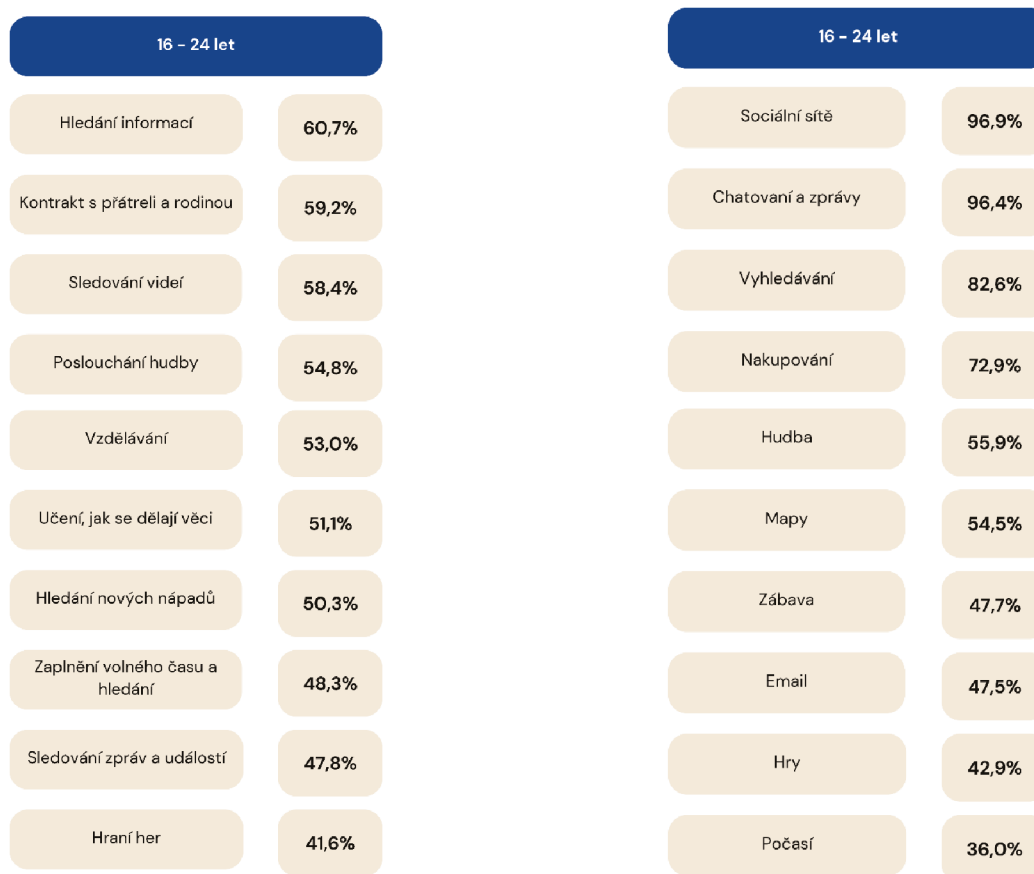 16 – 24 let
Hledání informací 60,7%
Kontrakt s přátreli a rodinou 59,2%
Sledování videí 58,4%
Poslouchání hudby 54,8%
Vzdělávání 53,0%
Učení, jak se dělají věci 51,1%
Hledání nových nápadů 50,3%
Zaplnění volného času a
hledání 48,3%
Sledování zpráv a událostí 47,8%
Hraní her 41,6%
16 – 24 let
Sociální sítě 96,9%
Chatovaní a zprávy 96,4%
Vyhledávání 82,6%
Nakupování 72,9%
Hudba 55,9%
Mapy 54,5%
Zábava 47,7%
Email 47,5%
Hry 42,9%
Počasí 36,0%